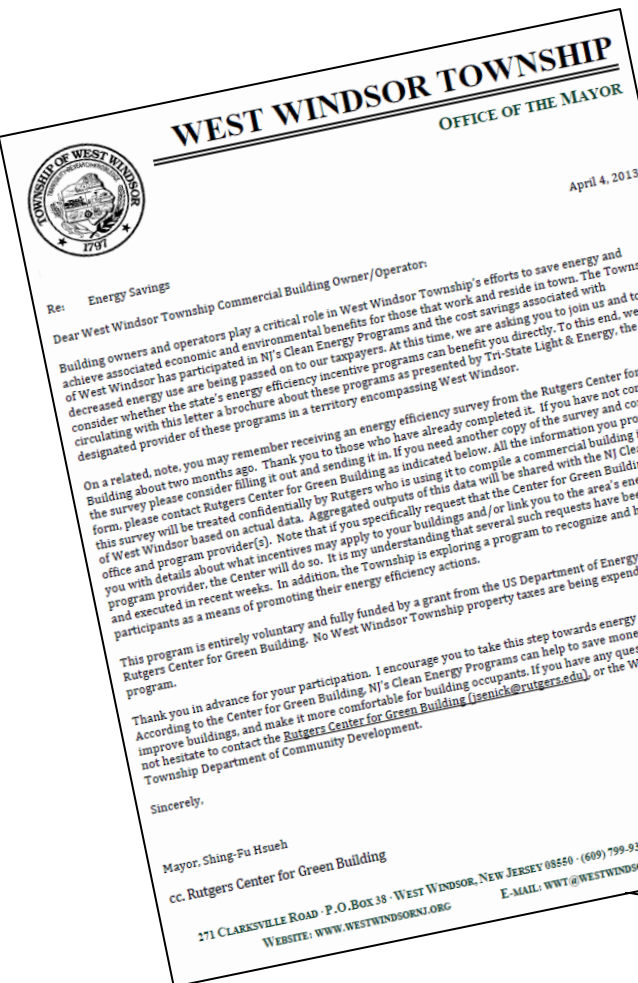 WEST WINDSOR TOWNSHIP
OFFICE OF THE MAYOR
TOWNSHIP OF WEST WINDSOR
1797
April 4, 2013
Re: Energy Savings
Dear West Windsor Township Commercial Building Owner/Operator:
Building owners and operators play a critical role in West Windsor Township's efforts to save energy and
achieve associated economic and environmental benefits for those that work and reside in town. The Towns
of West Windsor has participated in NJ's Clean Energy Programs and the cost savings associated with
decreased energy use are being passed on to our taxpayers. At this time, we are asking you to join us and to
consider whether the state's energy efficiency incentive programs can benefit you directly. To this end, we
circulating with this letter a brochure about these programs as presented by Tri-State Light & Energy, the
designated provider of these programs in a territory encompassing West Windsor.
On a related, note, you may remember receiving an energy efficiency survey from the Rutgers Center for
Building about two months ago. Thank you to those who have already completed it. If you have not con
the survey please consider filling it out and sending it in. If you need another copy of the survey and co
form, please contact Rutgers Center for Green Building as indicated below. All the information you pro
this survey will be treated confidentially by Rutgers who is using it to compile a commercial building
of West Windsor based on actual data. Aggregated outputs of this data will be shared with the NJ Clea
office and program provider(s). Note that if you specifically request that the Center for Green Buildin
you with details about what incentives may apply to your buildings and/or link you to the area's ene
program provider, the Center will do so. It is my understanding that several such requests have bee
and executed in recent weeks. In addition, the Township is exploring a program to recognize and h
participants as a means of promoting their energy efficiency actions.
This program is entirely voluntary and fully funded by a grant from the US Department of Energy
Rutgers Center for Green Building. No West Windsor Township property taxes are being expend
program.
Thank you in advance for your participation. I encourage you to take this step towards energy
According to the Center for Green Building, NJ's Clean Energy Programs can help to save mone
improve buildings, and make it more comfortable for building occupants. If you have any ques
not hesitate to contact the Rutgers Center for Green Building (jsenick@rutgers.edu), or the W
Township Department of Community Development.
Sincerely,
Mayor, Shing-Fu Hsueh
cc. Rutgers Center for Green Building
271 CLARKSVILLE ROAD · P.O.BOX 38 · WEST WINDSOR, NEW JERSEY 08550 · (609) 799-93
WEBSITE: WWW.WESTWINDSORNJ.ORG E-MAIL: WWT@WESTWINDSO